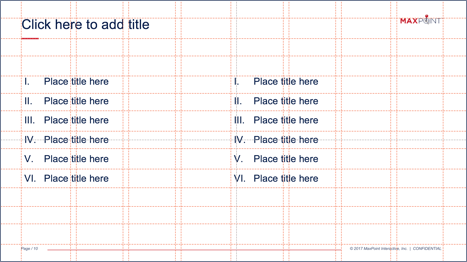 Click here to add title
MAXPOINT
I. Place title here
II. Place title here
III. Place title here
IV. Place title here
V. Place title here
VI. Place title here
I. Place title here
II. Place title here
III. Place title here
IV. Place title here
V. Place title here
VI. Place title here
Page / 10
© 2017 MaxPoint Interactive, Inc. | CONFIDENTIAL